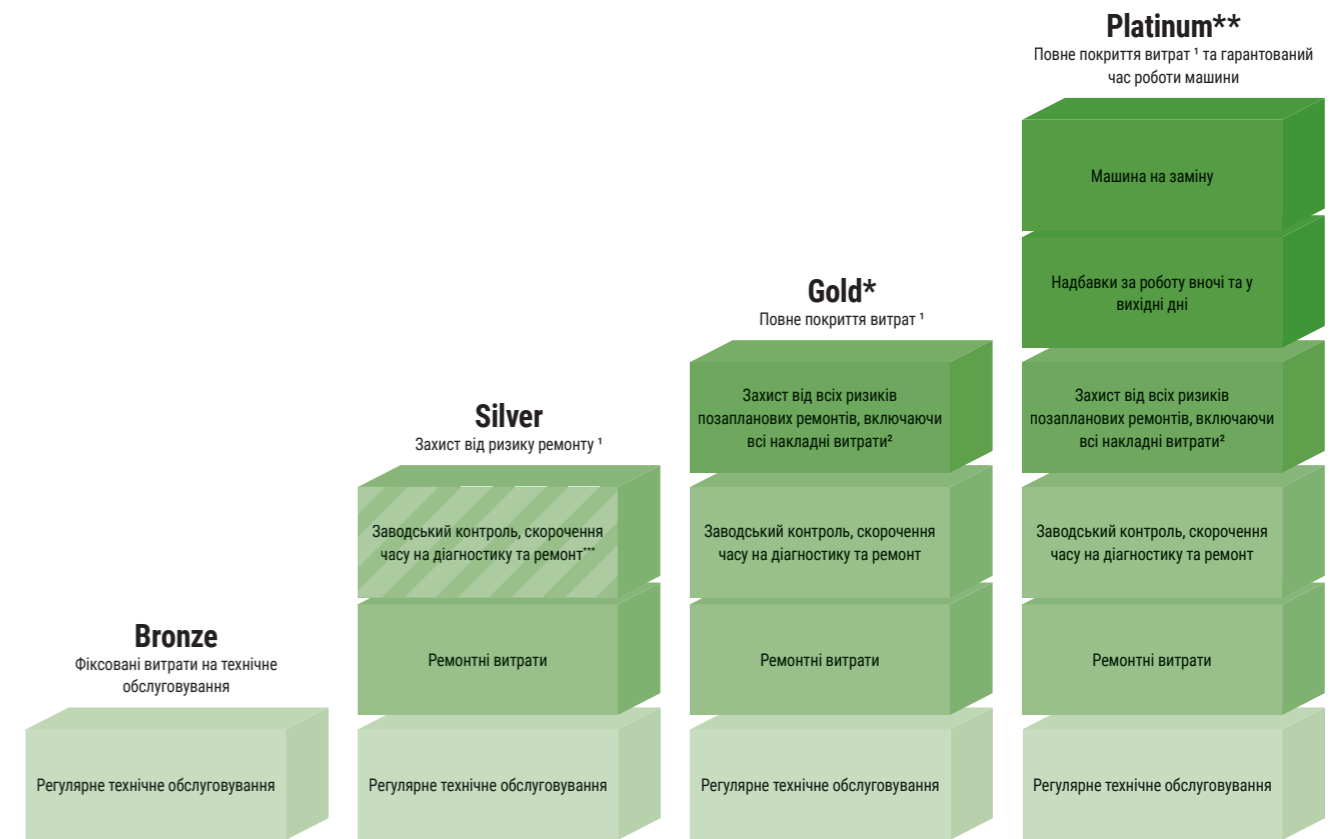 Platinum**
Повне покриття витрат ¹ та гарантований
час роботи машини
Машина на заміну
Надбавки за роботу вночі та у
вихідні дні
Захист від всіх ризиків
позапланових ремонтів, включаючи
всі накладні витрати²
Заводський контроль, скорочення
часу на діагностику та ремонт
Ремонтні витрати
Регулярне технічне обслуговування
Gold*
Повне покриття витрат ¹
Захист від всіх ризиків
позапланових ремонтів, включаючи
всі накладні витрати²
Заводський контроль, скорочення
часу на діагностику та ремонт
Ремонтні витрати
Регулярне технічне обслуговування
Silver
Захист від ризику ремонту ¹
Заводський контроль, скорочення
часу на діагностику та ремонт***
Ремонтні витрати
Регулярне технічне обслуговування
Bronze
Фіксовані витрати на технічне
обслуговування
Регулярне технічне обслуговування